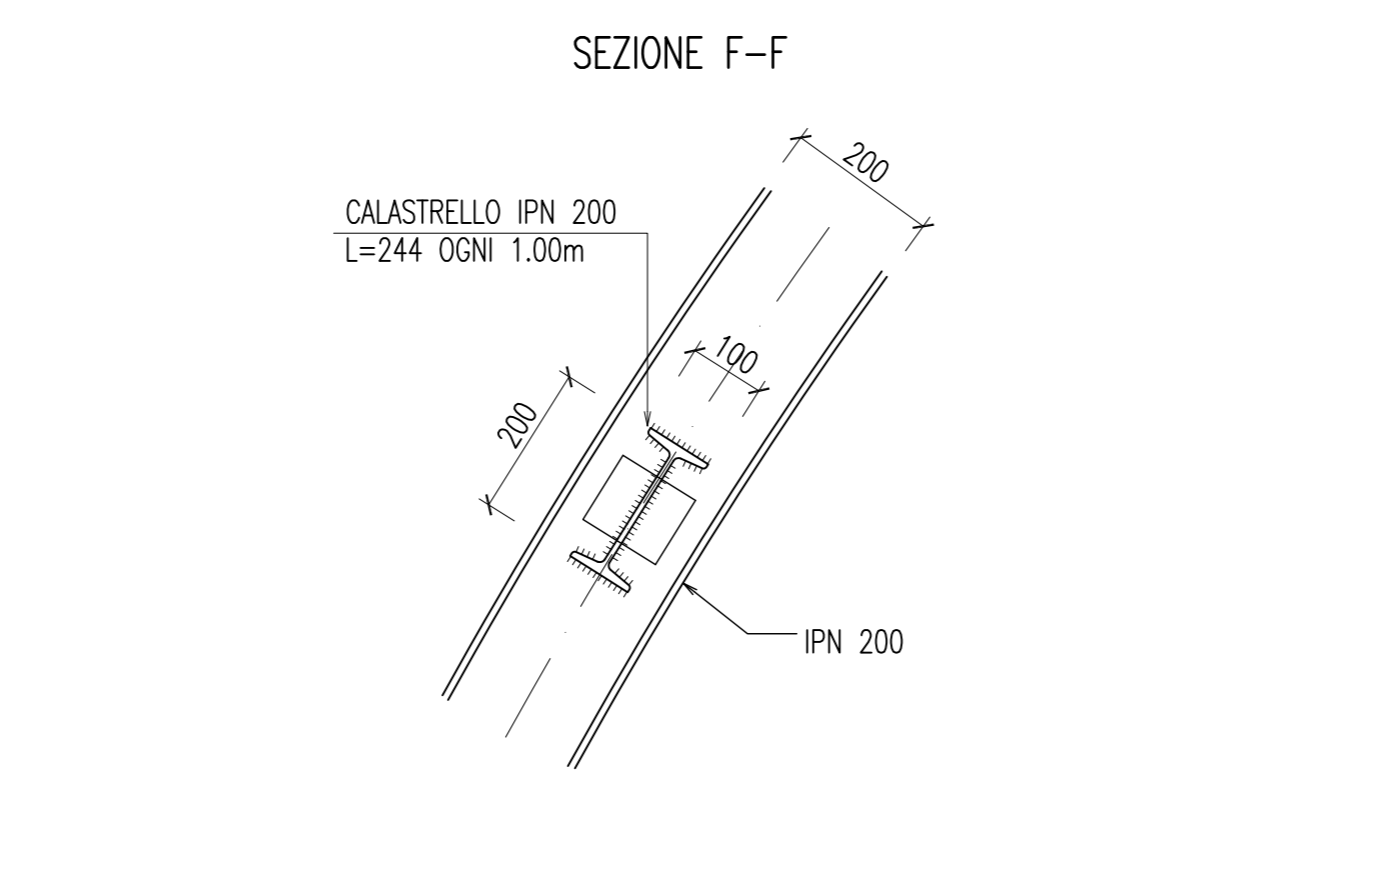 SEZIONE F-F
200
CALASTRELLO IPN 200
L=244 OGNI 1.00m
100
200
IPN 200